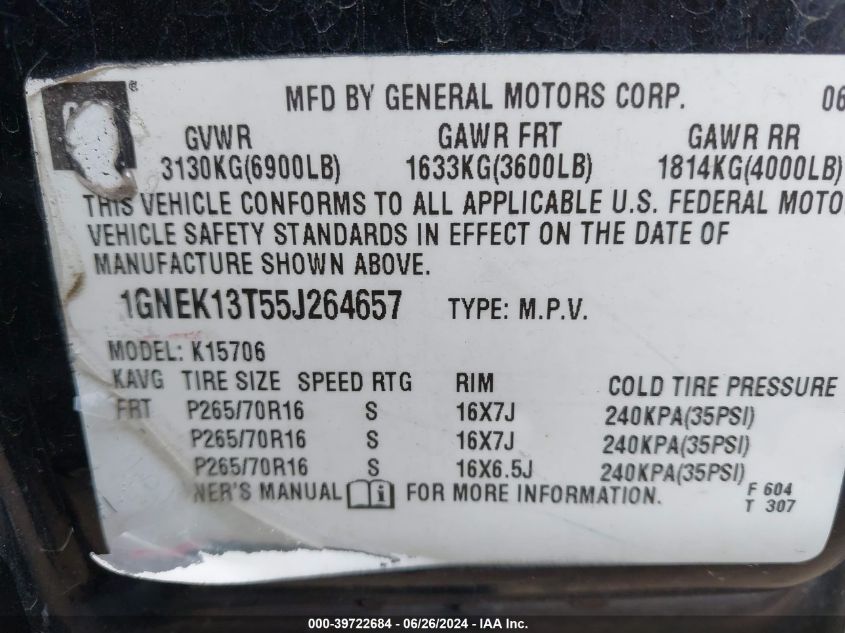 ®
MFD BY GENERAL MOTORS CORP. 06
GVWR GAWR FRT GAWR RR
3130KG(6900LB) 1633KG(3600LB) 1814KG(4000LB)
THIS VEHICLE CONFORMS TO ALL APPLICABLE U.S. FEDERAL MOTO
VEHICLE SAFETY STANDARDS IN EFFECT ON THE DATE OF
MANUFACTURE SHOWN ABOVE.
1GNEK13T55J264657 TYPE: M.P.V.
MODEL: K15706
KAVG TIRE SIZE SPEED RTG RIM COLD TIRE PRESSURE
FRT P265/70R16 S 16X7J 240KPA(35PSI)
P265/70R16 S 16X7J 240KPA(35PSI)
P265/70R16 S 16X6.5J 240KPA(35PSI)
NER'S MANUAL FOR MORE INFORMATION. F 604
T 307
000-39722684 / 06/26/2024 - IAA Inc.